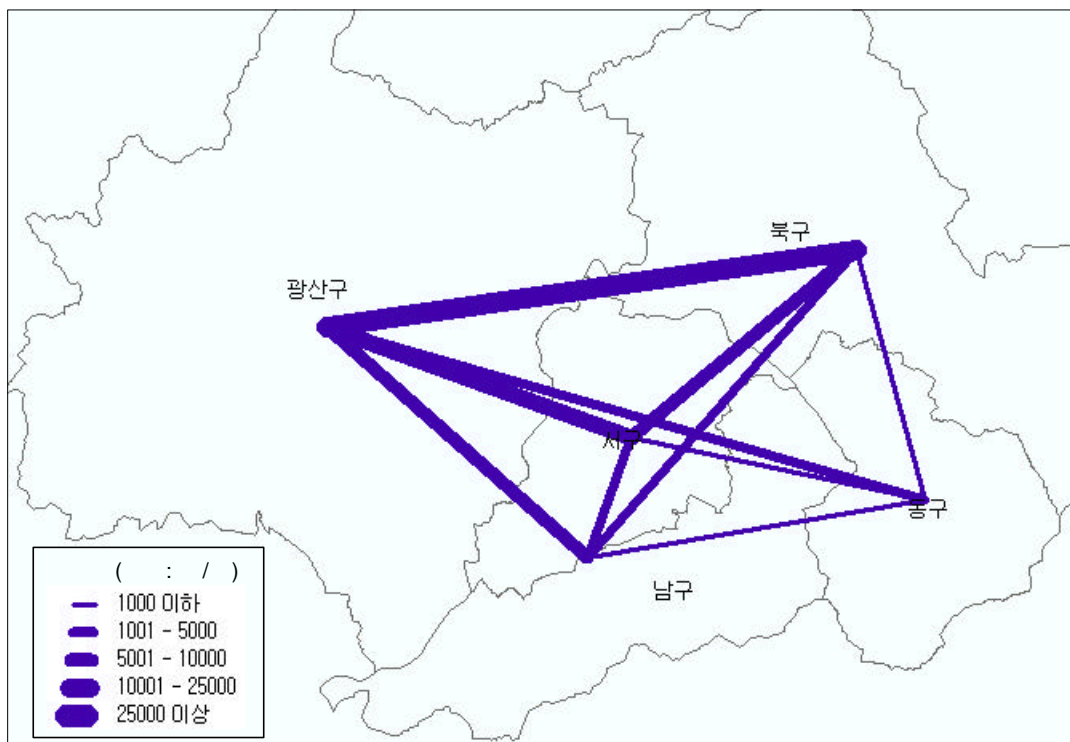 북구
광산구
서구
동구
남구
( : / )
1000 이하
1001 - 5000
5001 - 10000
10001 - 25000
25000 이상